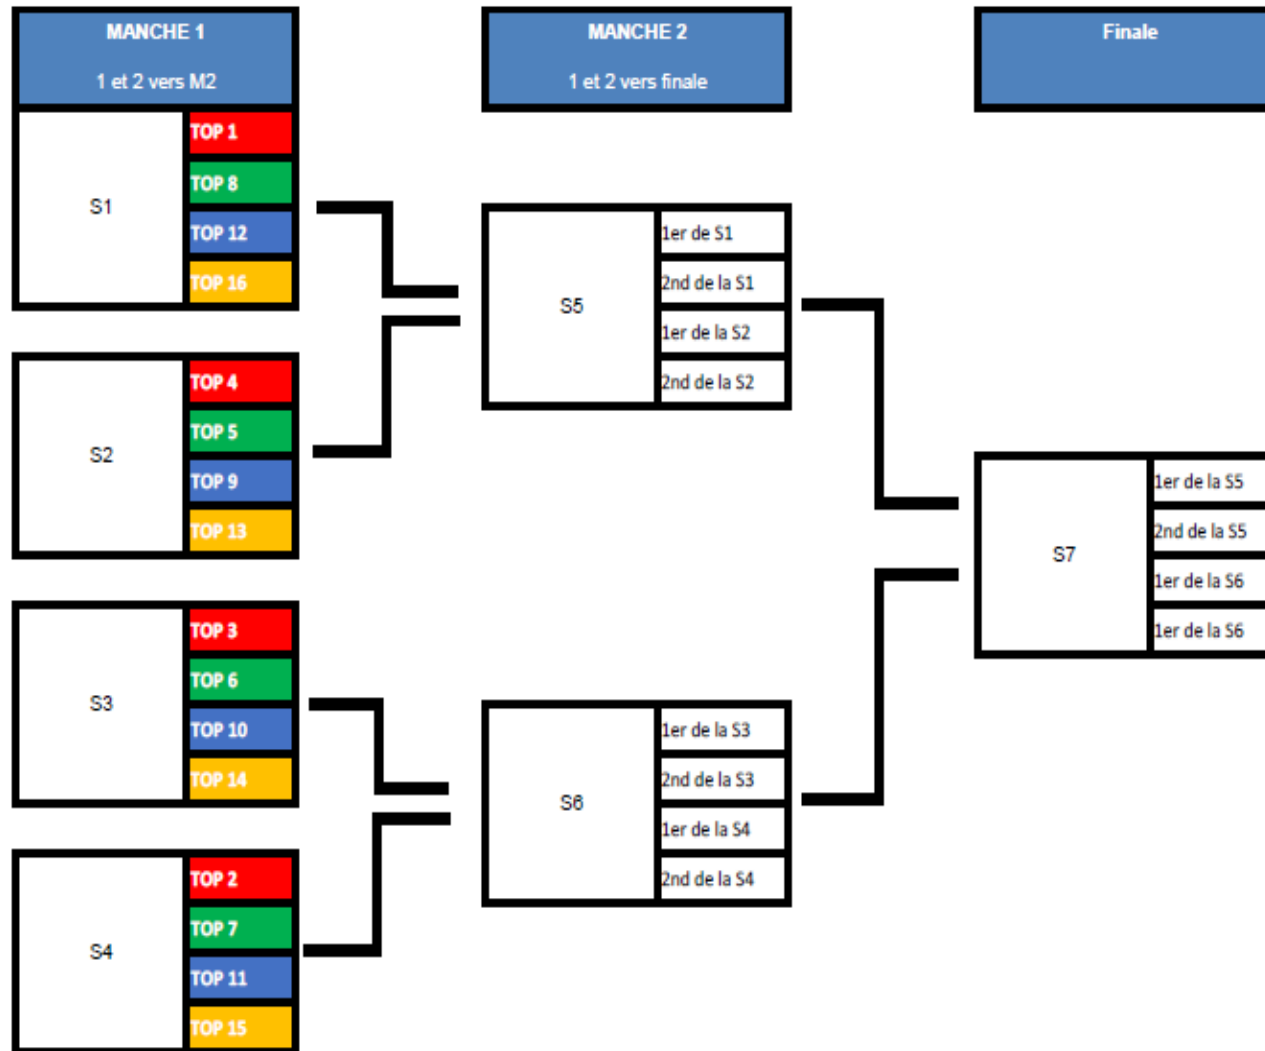 MANCHE 1
1 et 2 vers M2
S1
TOP 1
TOP 8
TOP 12
TOP 16
S2
TOP 4
TOP 5
TOP 9
TOP 13
S3
TOP 3
TOP 6
TOP 10
TOP 14
S4
TOP 2
TOP 7
TOP 11
TOP 15
MANCHE 2
1 et 2 vers finale
S5
1er de S1
2nd de la S1
1er de la S2
2nd de la S2
S6
1er de la S3
2nd de la S3
1er de la S4
2nd de la S4
Finale
S7
1er de la S5
2nd de la S5
1er de la S6
1er de la S6